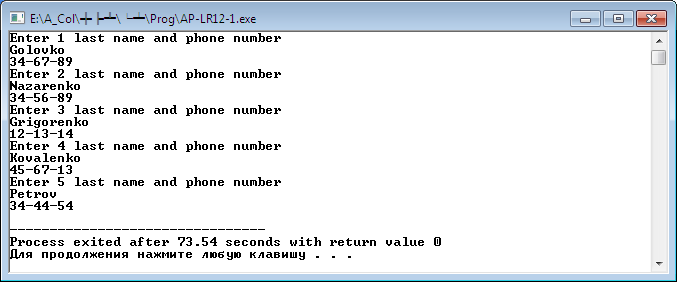 E:\A_Col\ \ \Prog\AP-LR12-1.exe
Enter 1 last name and phone number
Golovko
34-67-89
Enter 2 last name and phone number
Nazarenko
34-56-89
Enter 3 last name and phone number
Grigorenko
12-13-14
Enter 4 last name and phone number
Kovalenko
45-67-13
Enter 5 last name and phone number
Petrov
34-44-54
--------------------------------
Process exited after 73.54 seconds with return value 0
Для продолжения нажмите любую клавишу . . .